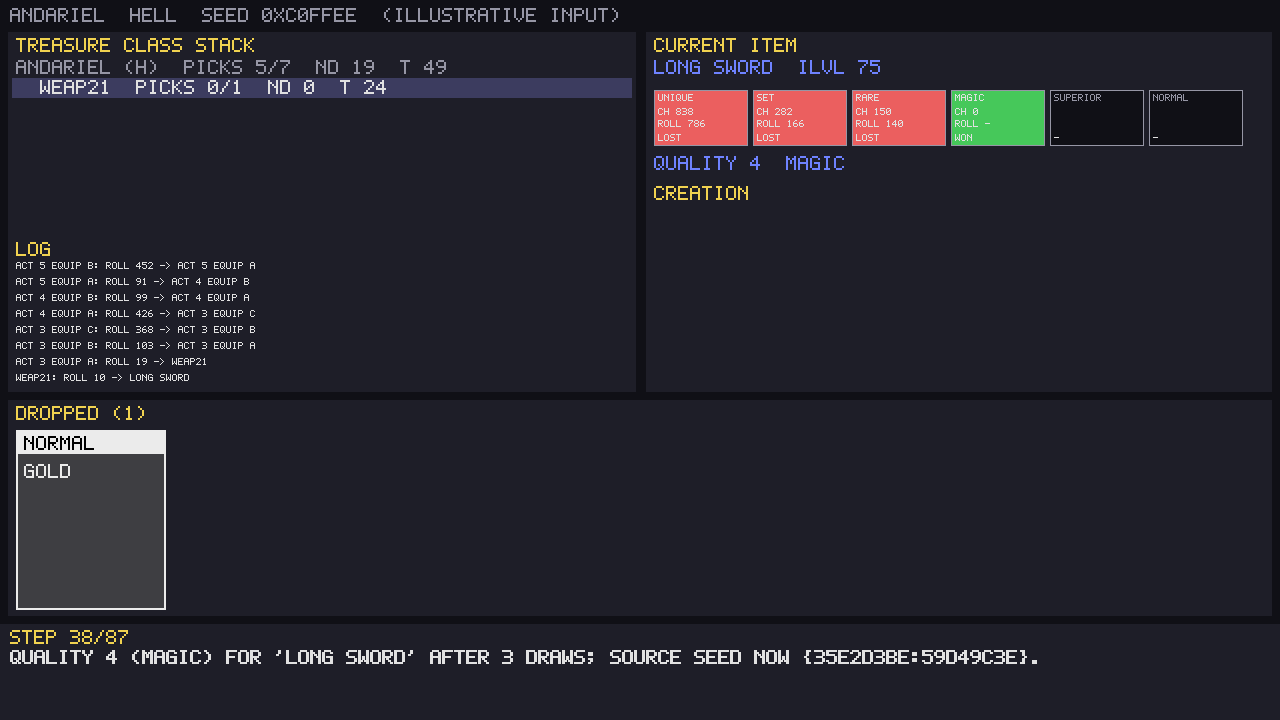 ANDARIEL HELL SEED 0XC0FFEE (ILLUSTRATIVE INPUT)
TREASURE CLASS STACK
ANDARIEL (H) PICKS 5/7 ND 19 T 49
WEAP21 PICKS 0/1 ND 0 T 24
LOG
ACT 5 EQUIP B: ROLL 452 -> ACT 5 EQUIP A
ACT 5 EQUIP A: ROLL 91 -> ACT 4 EQUIP B
ACT 4 EQUIP B: ROLL 99 -> ACT 4 EQUIP A
ACT 4 EQUIP A: ROLL 426 -> ACT 3 EQUIP C
ACT 3 EQUIP C: ROLL 368 -> ACT 3 EQUIP B
ACT 3 EQUIP B: ROLL 103 -> ACT 3 EQUIP A
ACT 3 EQUIP A: ROLL 19 -> WEAP21
WEAP21: ROLL 10 -> LONG SWORD
CURRENT ITEM
LONG SWORD ILVL 75
UNIQUE
CH 838
ROLL 786
LOST
SET
CH 282
ROLL 166
LOST
RARE
CH 150
ROLL 140
LOST
MAGIC
CH 0
ROLL -
WON
SUPERIOR
-
NORMAL
-
QUALITY 4 MAGIC
CREATION
DROPPED (1)
NORMAL
GOLD
STEP 38/87
QUALITY 4 (MAGIC) FOR 'LONG SWORD' AFTER 3 DRAWS; SOURCE SEED NOW {35E2D3BE:59D49C3E}.